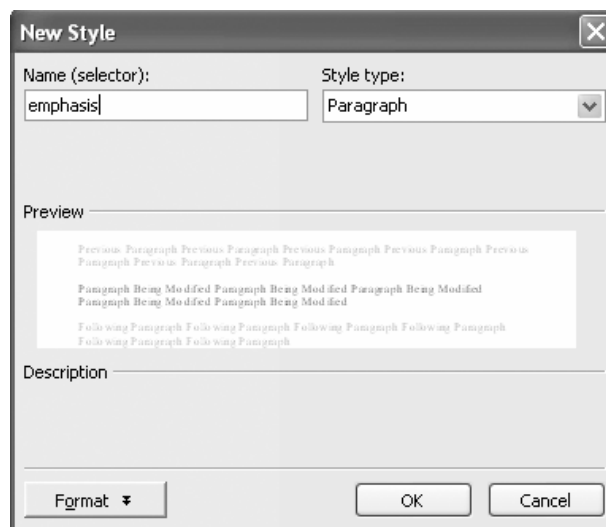 New Style
Name (selector):
Style type:
emphasis
Paragraph
Preview
Previous Paragraph Previous Paragraph Previous Paragraph Previous Paragraph Previous
Paragraph Previous Paragraph Previous Paragraph
Paragraph Being Modified Paragraph Being Modified Paragraph Being Modified
Paragraph Being Modified Paragraph Being Modified
Following Paragraph Following Paragraph Following Paragraph Following Paragraph
Following Paragraph Following Paragraph
Description
Format
OK
Cancel